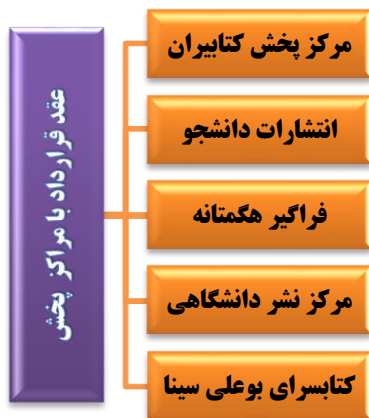 عقد قرارداد با مراکز پخش
مرکز پخش کتابیران
انتشارات دانشجو
فراگیر هگمتانه
مرکز نشر دانشگاهی
کتابسرای بوعلی سینا